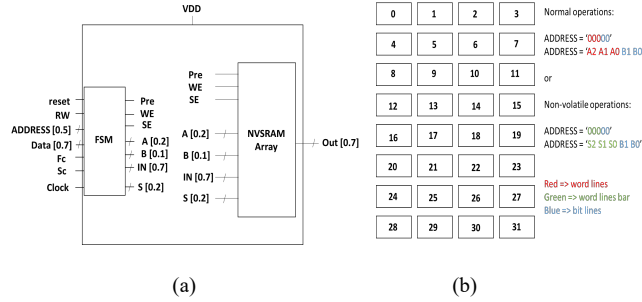 VDD
reset
RW
ADDRESS [0.5]
Data [0.7]
Fc
Sc
Clock
FSM
Pre
WE
SE
A [0.2]
B [0.1]
IN [0.7]
S [0.2]
Pre
WE
SE
A [0.2]
B [0.1]
IN [0.7]
S [0.2]
NVSRAM
Array
Out [0.7]
(a)
0 1 2 3
4 5 6 7
8 9 10 11
12 13 14 15
16 17 18 19
20 21 22 23
24 25 26 27
28 29 30 31
Normal operations:
ADDRESS = '00000'
ADDRESS = 'A2 A1 A0 B1 B0
or
Non-volatile operations:
ADDRESS = '00000'
ADDRESS = 'S2 S1 S0 B1 B0'
Red => word lines
Green => word lines bar
Blue => bit lines
(b)